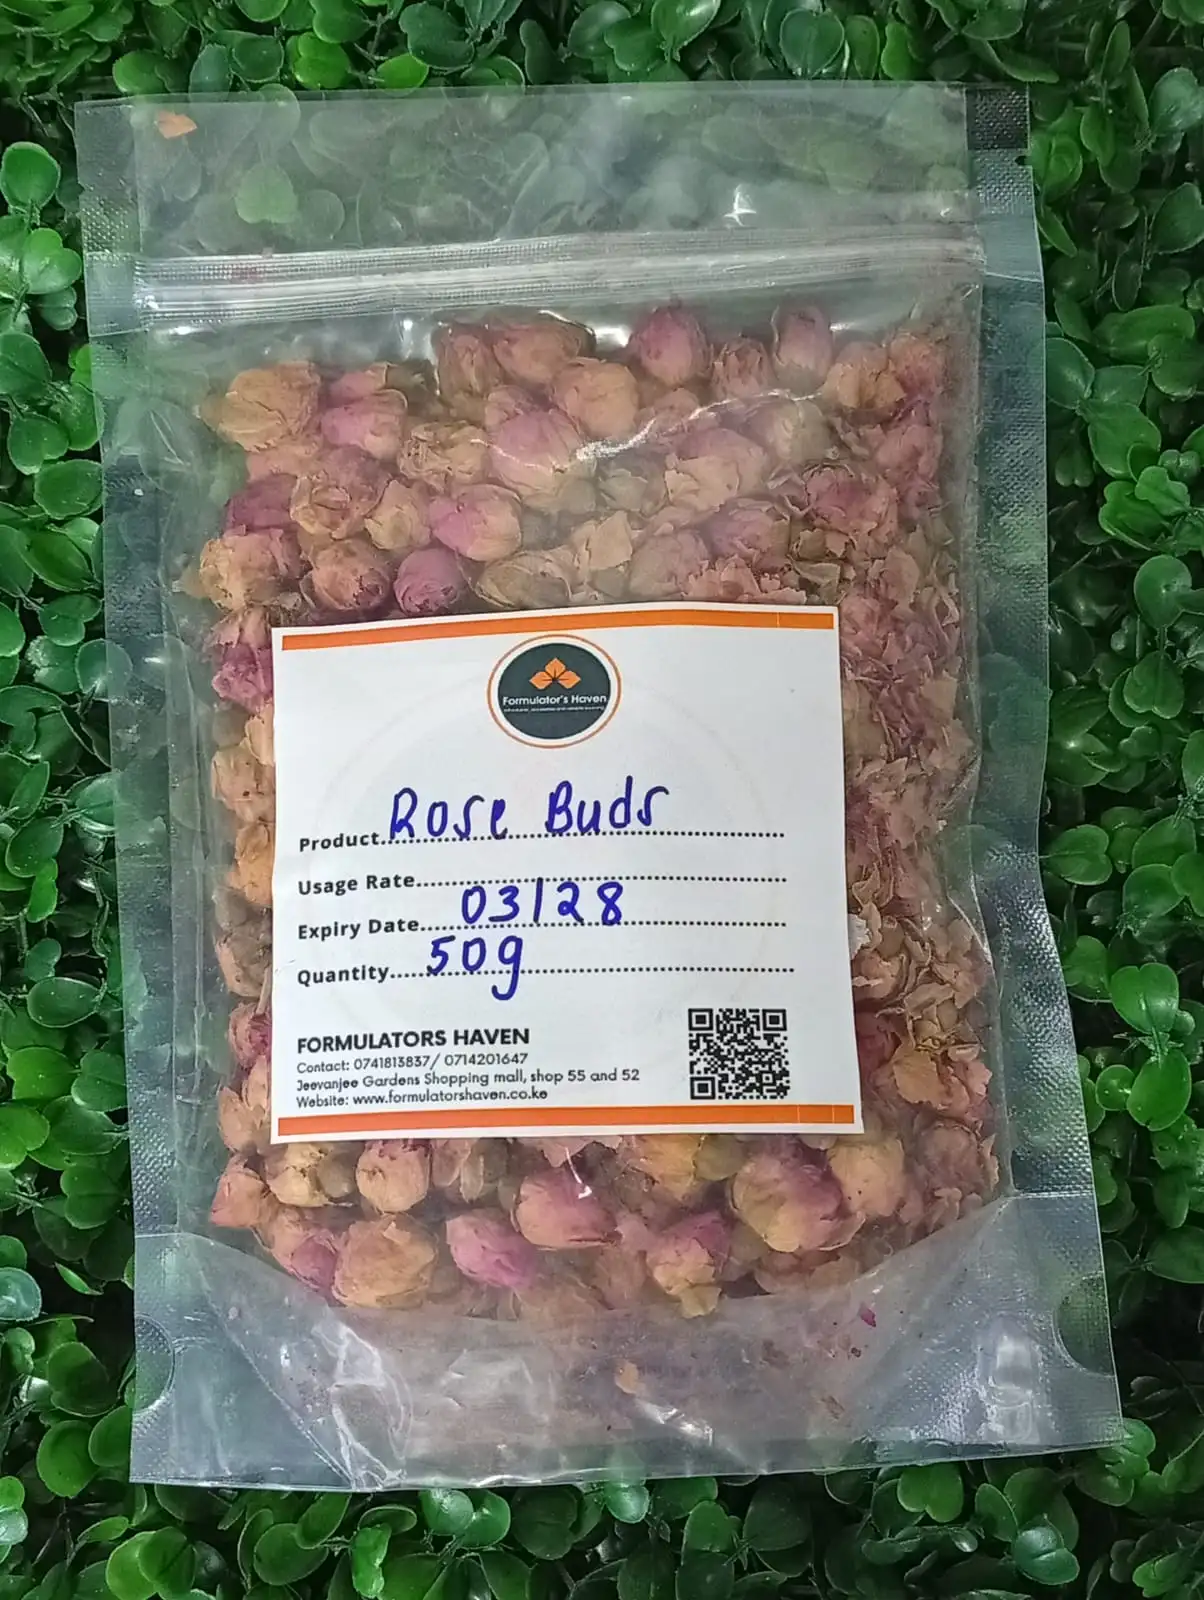 Formulator's Haven
Product....Rose Buds
Usage Rate....
Expiry Date....03/28
Quantity....50g
FORMULATORS HAVEN
Contact: 0741813837/ 0714201647
Jeevanjee Gardens Shopping mall, shop 55 and 52
Website: www.formulatorshaven.co.ke